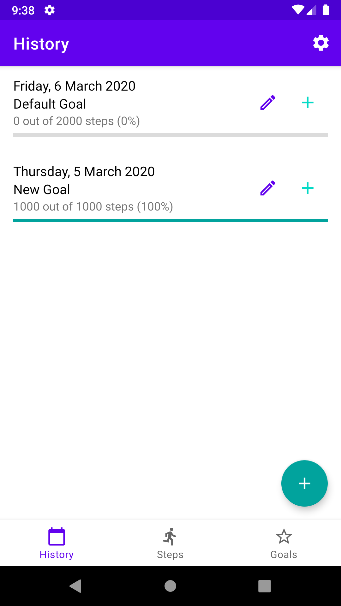 9:38
History
Friday, 6 March 2020
Default Goal
0 out of 2000 steps (0%)
Thursday, 5 March 2020
New Goal
1000 out of 1000 steps (100%)
History
Steps
Goals